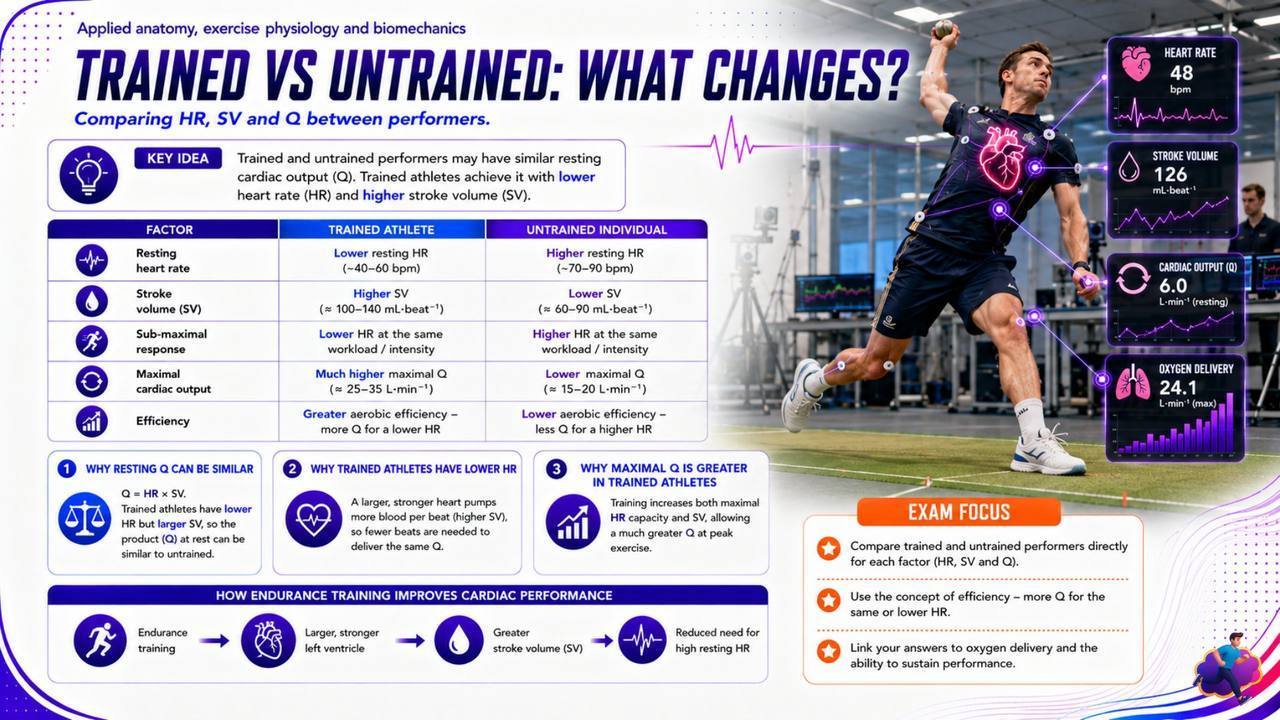 Applied anatomy, exercise physiology and biomechanics
TRAINED VS UNTRAINED: WHAT CHANGES?
Comparing HR, SV and Q between performers.
KEY IDEA
Trained and untrained performers may have similar resting
cardiac output (Q). Trained athletes achieve it with lower
heart rate (HR) and higher stroke volume (SV).
FACTOR
TRAINED ATHLETE
UNTRAINED INDIVIDUAL
Resting
heart rate
Lower resting HR
(~40–60 bpm)
Higher resting HR
(~70–90 bpm)
Stroke
volume (SV)
Higher SV
(≈ 100–140 mL·beat⁻¹)
Lower SV
(≈ 60–90 mL·beat⁻¹)
Sub-maximal
response
Lower HR at the same
workload / intensity
Higher HR at the same
workload / intensity
Maximal
cardiac output
Much higher maximal Q
(≈ 25–35 L·min⁻¹)
Lower maximal Q
(≈ 15–20 L·min⁻¹)
Efficiency
Greater aerobic efficiency –
more Q for a lower HR
Lower aerobic efficiency –
less Q for a higher HR
1 WHY RESTING Q CAN BE SIMILAR
Q = HR × SV.
Trained athletes have lower
HR but larger SV, so the
product (Q) at rest can be
similar to untrained.
2 WHY TRAINED ATHLETES HAVE LOWER HR
A larger, stronger heart pumps
more blood per beat (higher SV),
so fewer beats are needed to
deliver the same Q.
3 WHY MAXIMAL Q IS GREATER
IN TRAINED ATHLETES
Training increases both maximal
HR capacity and SV, allowing
a much greater Q at peak
exercise.
HOW ENDURANCE TRAINING IMPROVES CARDIAC PERFORMANCE
Endurance
training
Larger, stronger
left ventricle
Greater
stroke volume (SV)
Reduced need for
high resting HR
HEART RATE
48
bpm
STROKE VOLUME
126
mL·beat⁻¹
CARDIAC OUTPUT (Q)
6.0
L·min⁻¹ (resting)
OXYGEN DELIVERY
24.1
L·min⁻¹ (max)
EXAM FOCUS
Compare trained and untrained performers directly
for each factor (HR, SV and Q).
Use the concept of efficiency – more Q for the
same or lower HR.
Link your answers to oxygen delivery and the
ability to sustain performance.